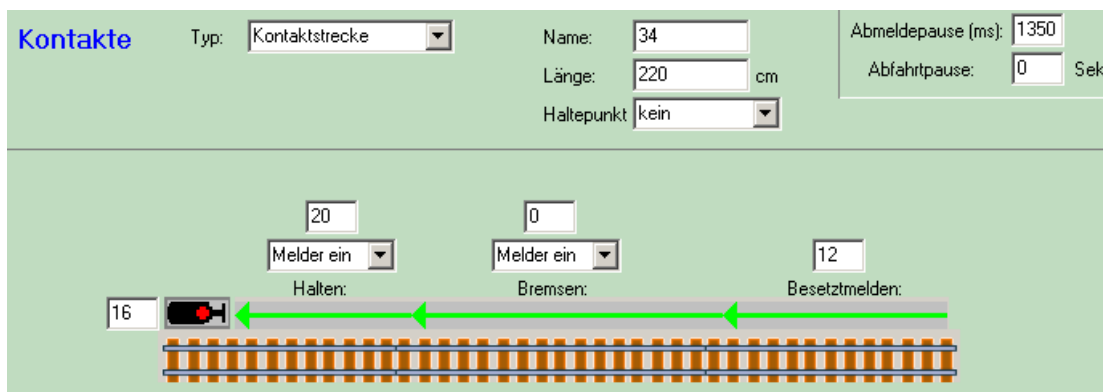 Kontakte Typ: Kontaktstrecke Name: 34 Abmeldepause (ms): 1350
Länge: 220 cm Abfahrtpause: 0 Sek
Haltepunkt kein
20 0
Melder ein Melder ein 12
Halten: Bremsen: Besetztmelden:
16